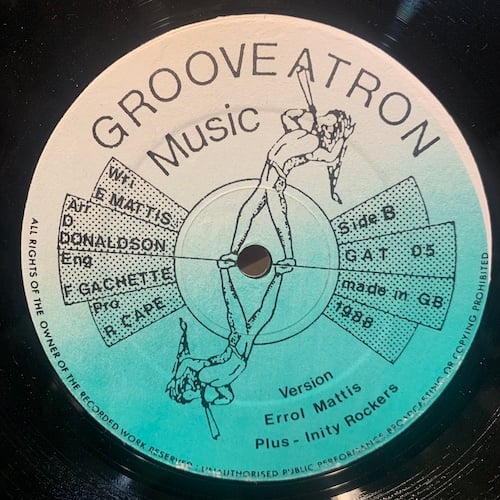 GROOVE ATRON
Music
Wri
E MATTIS
Arr
D
DONALDSON
Eng
F GACHETTE
Pro
R CAPE
Side B
GAT 05
made in GB
1988
Version
Errol Mattis
Plus - Inity Rockers
ALL RIGHTS OF THE OWNER OF THE RECORDED WORK RESERVED. UNAUTHORISED PUBLIC PERFORMANCE BROADCASTING OR COPYING PROHIBITED